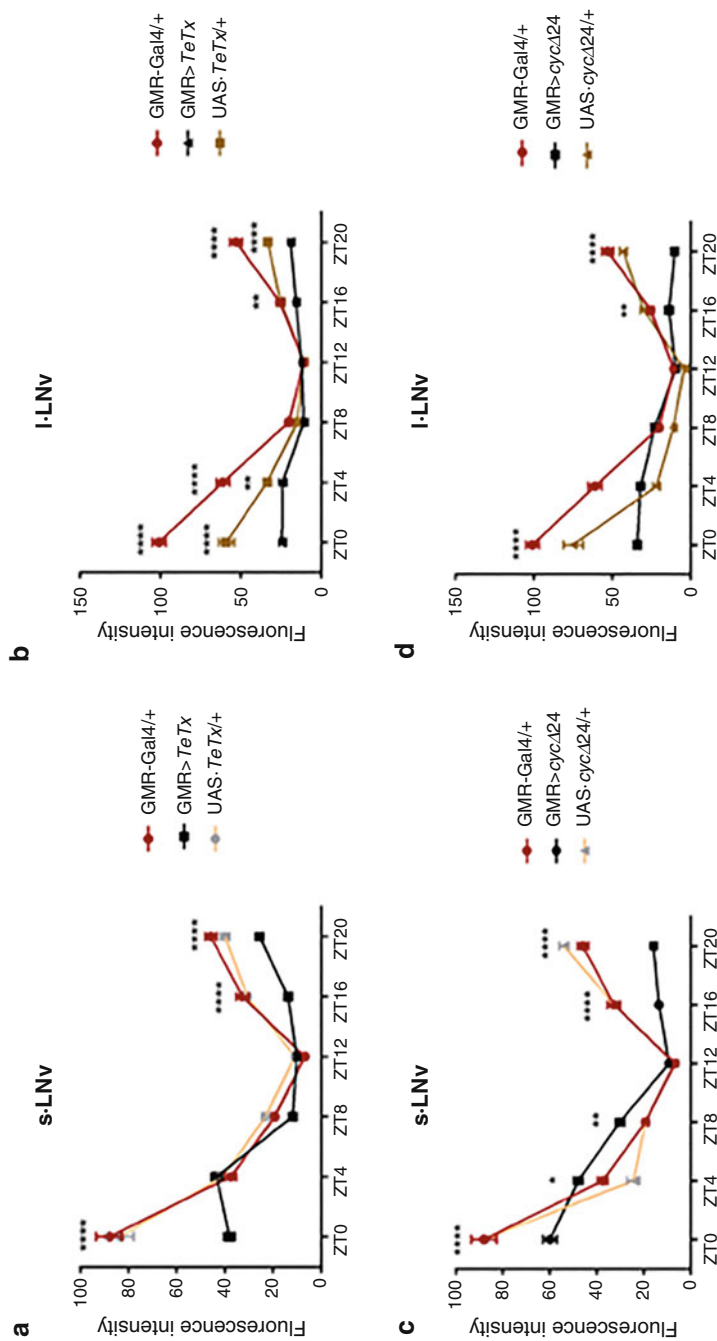 a
s·LNv
Fluorescence intensity
100
80
60
40
20
0
ZT0 ZT4 ZT8 ZT12 ZT16 ZT20
****
****
****
GMR-Gal4/+
GMR>TeTx
UAS·TeTx/+
b
l·LNv
Fluorescence intensity
150
100
50
0
ZT0 ZT4 ZT8 ZT12 ZT16 ZT20
****
****
****
**
**
****
****
GMR-Gal4/+
GMR>TeTx
UAS·TeTx/+
c
s·LNv
Fluorescence intensity
100
80
60
40
20
0
ZT0 ZT4 ZT8 ZT12 ZT16 ZT20
****
*
**
****
****
GMR-Gal4/+
GMR>cycΔ24
UAS·cycΔ24/+
d
l·LNv
Fluorescence intensity
150
100
50
0
ZT0 ZT4 ZT8 ZT12 ZT16 ZT20
****
**
****
GMR-Gal4/+
GMR>cycΔ24
UAS·cycΔ24/+